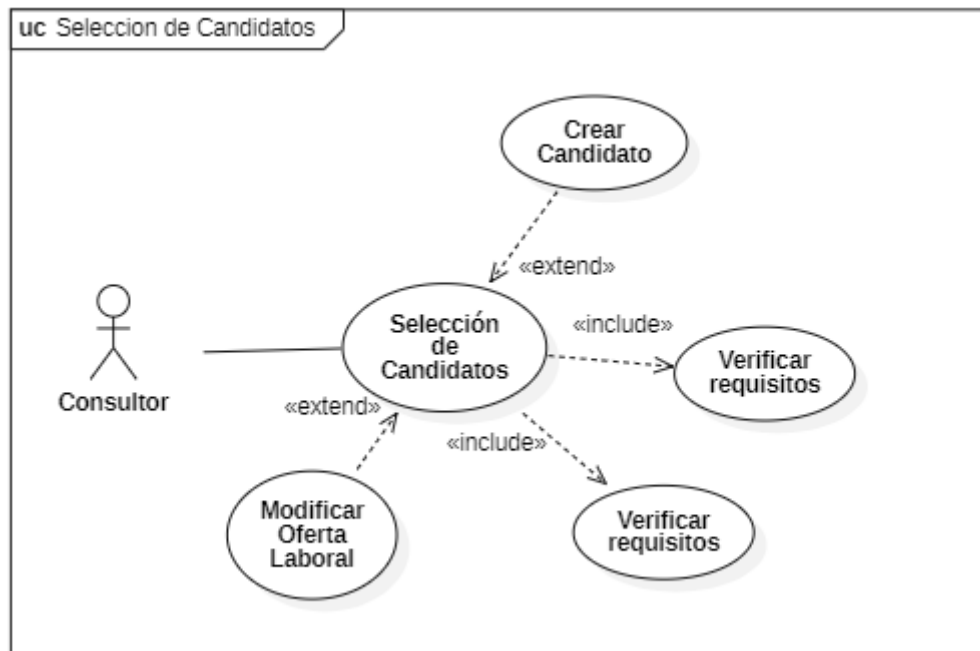 uc Seleccion de Candidatos
Crear
Candidato
«extend»
Selección
de
Candidatos
«include»
Verificar
requisitos
Consultor
«extend»
«include»
Modificar
Oferta
Laboral
Verificar
requisitos